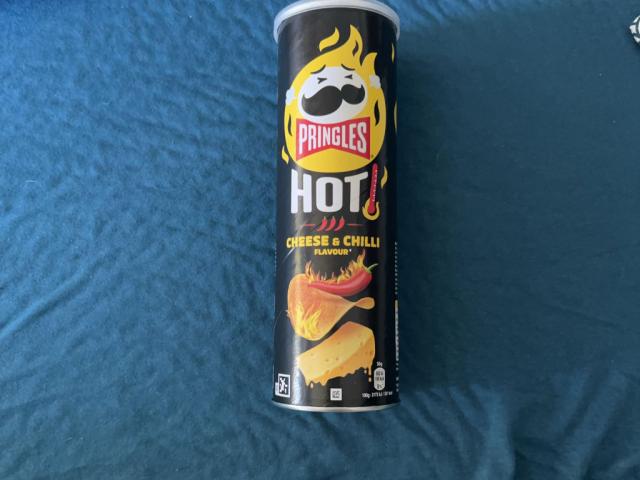 PRINGLES
HOT!
CHEESE & CHILLI
FLAVOUR*